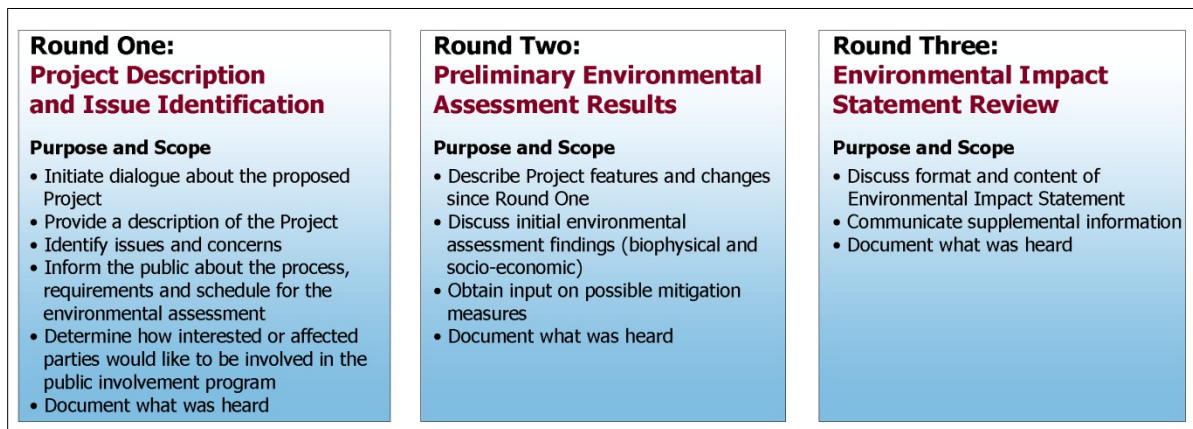 Round One:
Project Description
and Issue Identification
Purpose and Scope
• Initiate dialogue about the proposed
Project
• Provide a description of the Project
• Identify issues and concerns
• Inform the public about the process,
requirements and schedule for the
environmental assessment
• Determine how interested or affected
parties would like to be involved in the
public involvement program
• Document what was heard
Round Two:
Preliminary Environmental
Assessment Results
Purpose and Scope
• Describe Project features and changes
since Round One
• Discuss initial environmental
assessment findings (biophysical and
socio-economic)
• Obtain input on possible mitigation
measures
• Document what was heard
Round Three:
Environmental Impact
Statement Review
Purpose and Scope
• Discuss format and content of
Environmental Impact Statement
• Communicate supplemental information
• Document what was heard